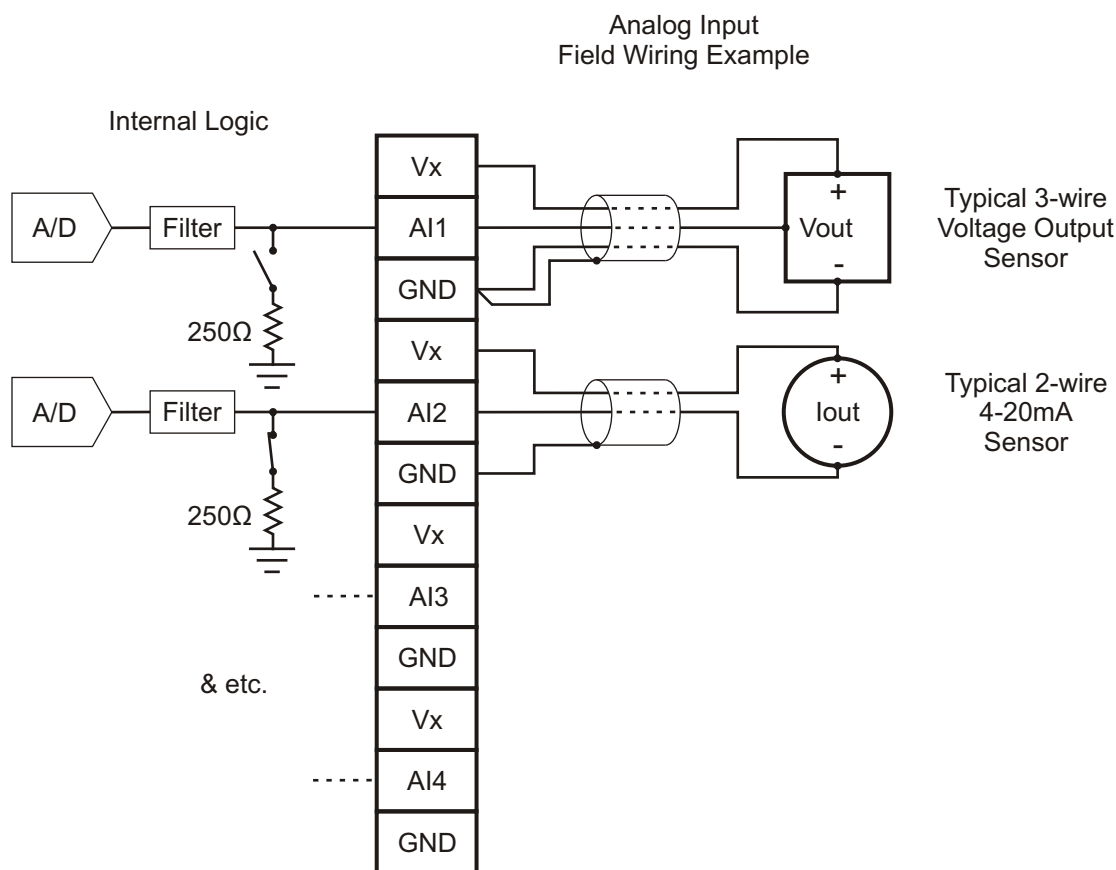 Analog Input
Field Wiring Example
Internal Logic
Vx
A/D
Filter
AI1
+
Vout
-
Typical 3-wire
Voltage Output
Sensor
GND
250Ω
Vx
A/D
Filter
AI2
+
Iout
-
Typical 2-wire
4-20mA
Sensor
GND
250Ω
Vx
AI3
GND
& etc.
Vx
AI4
GND